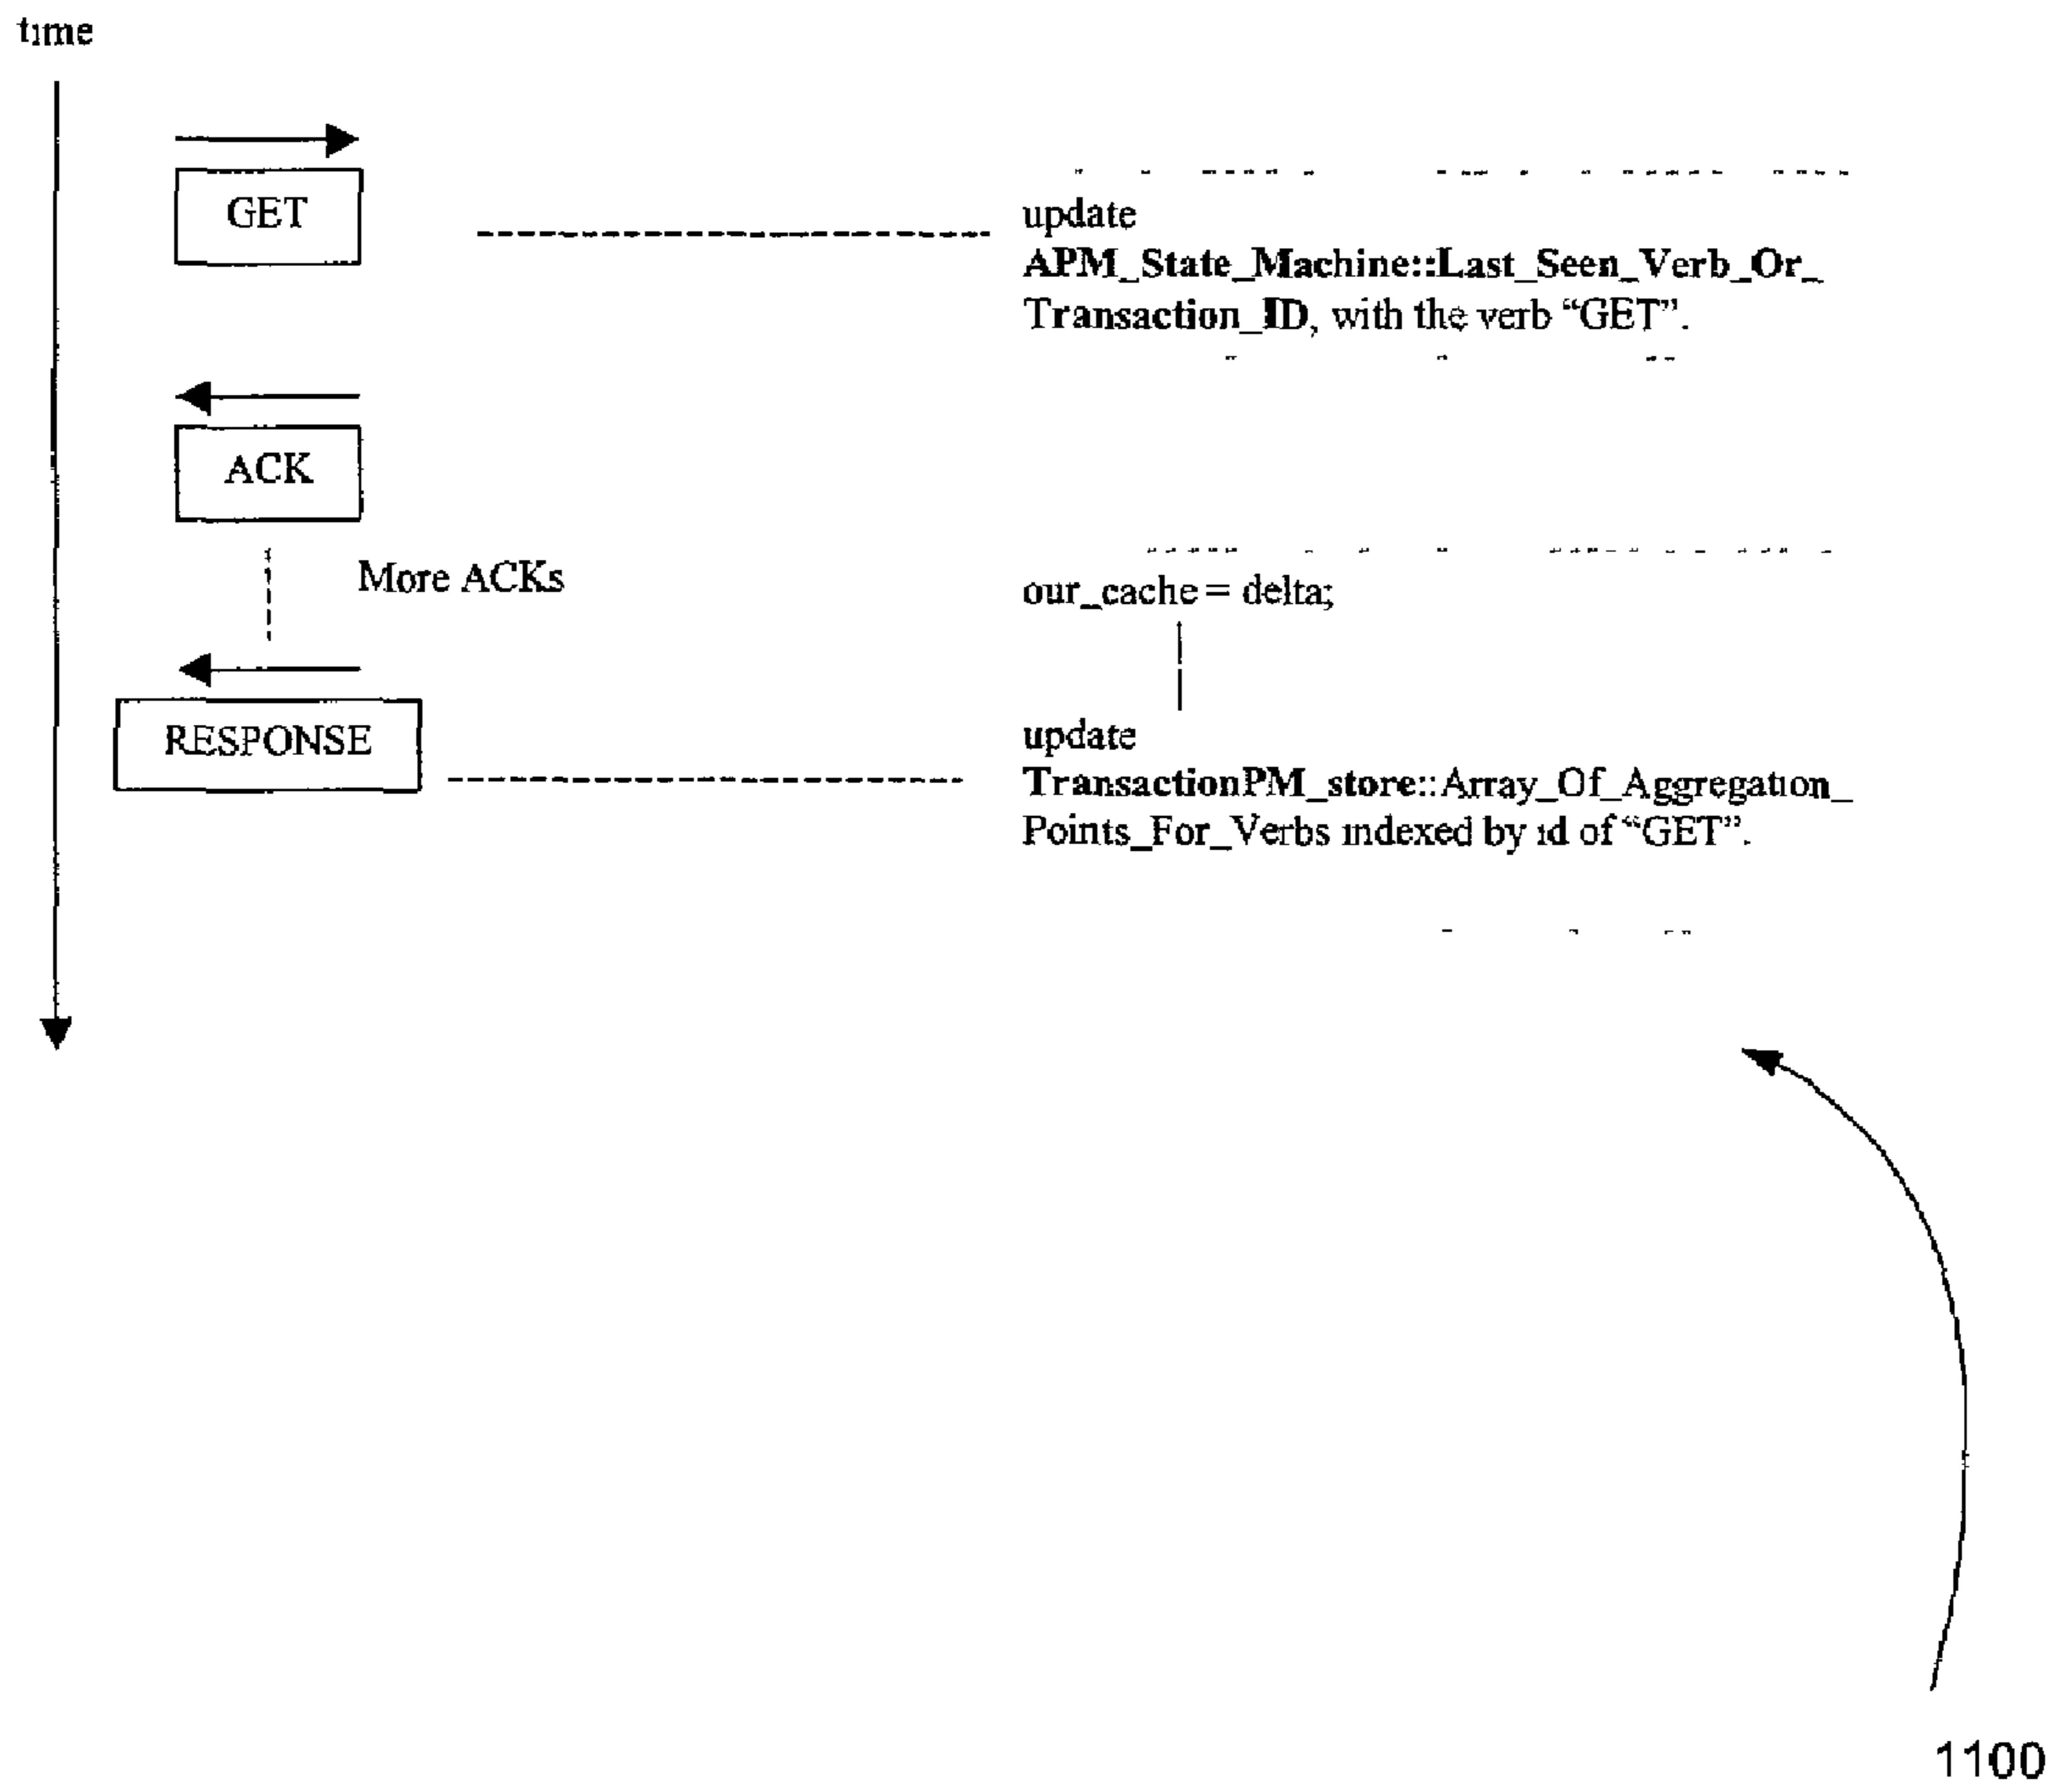 time
GET
update
APM_State_Machine::Last_Seen_Verb_Or_
Transaction_ID, with the verb “GET”.
ACK
More ACKs
our_cache = delta;
RESPONSE
update
TransactionPM_store::Array_Of_Aggregation_
Points_For_Verbs indexed by id of “GET”.
1100